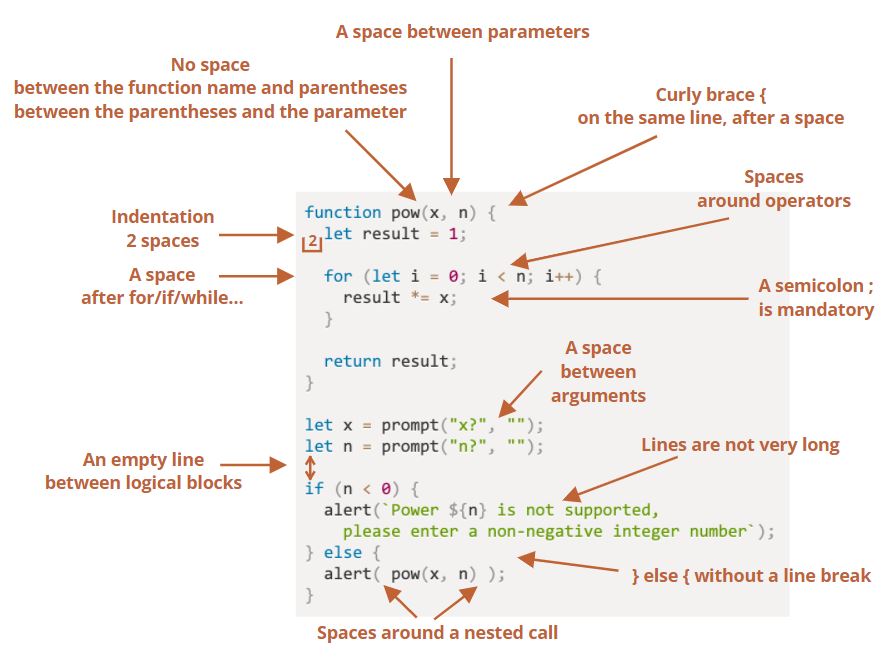 A space between parameters
No space
between the function name and parentheses
between the parentheses and the parameter
Curly brace {
on the same line, after a space
Spaces
around operators
Indentation
2 spaces
A space
after for/if/while...
A semicolon ;
is mandatory
A space
between
arguments
Lines are not very long
An empty line
between logical blocks
} else { without a line break
Spaces around a nested call
function pow(x, n) {
2
  let result = 1;
  for (let i = 0; i < n; i++) {
    result *= x;
  }
  return result;
}
let x = prompt("x?", "");
let n = prompt("n?", "");
if (n < 0) {
  alert(`Power ${n} is not supported,
    please enter a non-negative integer number`);
} else {
  alert( pow(x, n) );
}